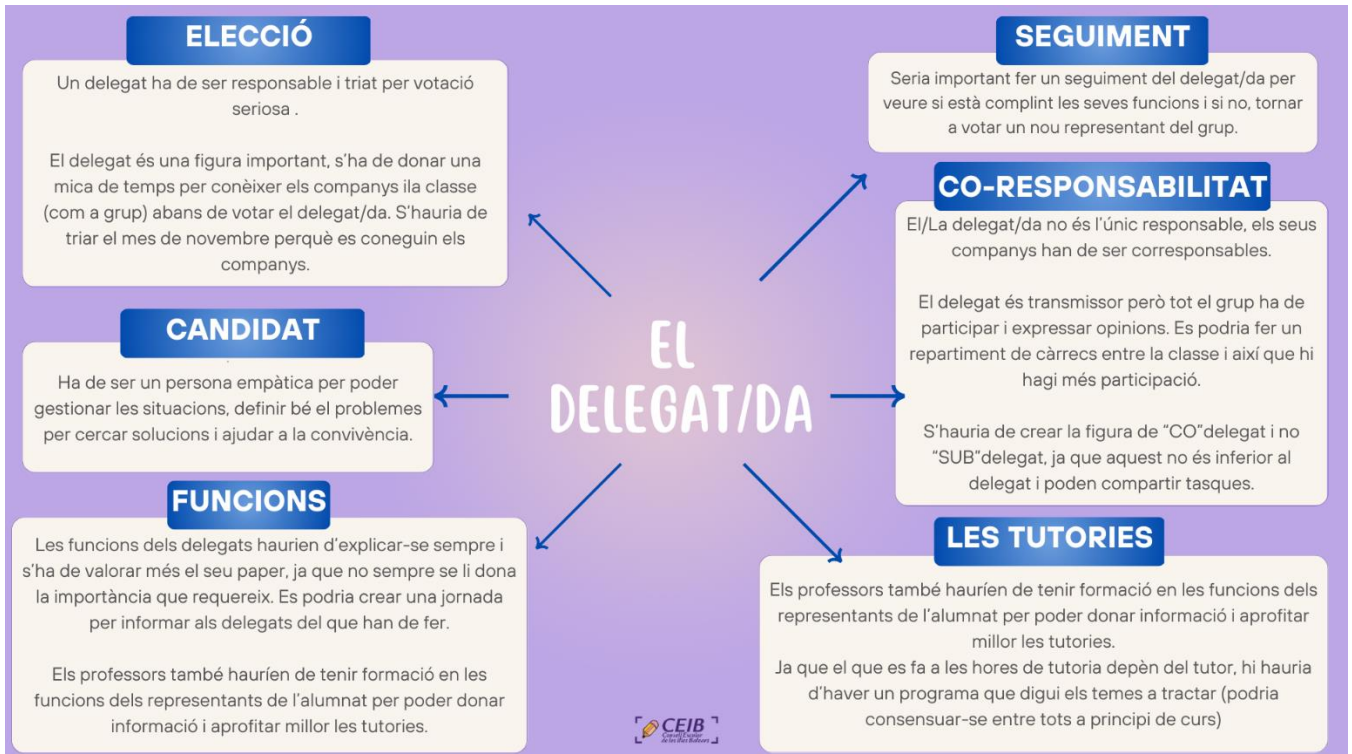 ELECCIÓ
Un delegat ha de ser responsable i triat per votació
seriosa .
El delegat és una figura important, s'ha de donar una
mica de temps per conèixer els companys ila classe
(com a grup) abans de votar el delegat/da. S'hauria de
triar el mes de novembre perquè es coneguin els
companys.
CANDIDAT
.
Ha de ser un persona empàtica per poder
gestionar les situacions, definir bé el problemes
per cercar solucions i ajudar a la convivència.
FUNCIONS
Les funcions dels delegats haurien d'explicar-se sempre i
s'ha de valorar més el seu paper, ja que no sempre se li dona
la importància que requereix. Es podria crear una jornada
per informar als delegats del que han de fer.
Els professors també hauríen de tenir formació en les
funcions dels representants de l'alumnat per poder donar
informació i aprofitar millor les tutories.
EL
DELEGAT/DA
SEGUIMENT
Seria important fer un seguiment del delegat/da per
veure si està complint les seves funcions i si no, tornar
a votar un nou representant del grup.
CO-RESPONSABILITAT
El/La delegat/da no és l'únic responsable, els seus
companys han de ser corresponsables.
El delegat és transmissor però tot el grup ha de
participar i expressar opinions. Es podria fer un
repartiment de càrrecs entre la classe i així que hi
hagi més participació.
S'hauria de crear la figura de "CO"delegat i no
"SUB"delegat, ja que aquest no és inferior al
delegat i poden compartir tasques.
LES TUTORIES
Els professors també hauríen de tenir formació en les funcions dels
representants de l'alumnat per poder donar informació i aprofitar
millor les tutories.
Ja que el que es fa a les hores de tutoria depèn del tutor, hi hauria
d'haver un programa que digui els temes a tractar (podria
consensuar-se entre tots a principi de curs)
CEIB
Consell Escolar
de les Illes Balears